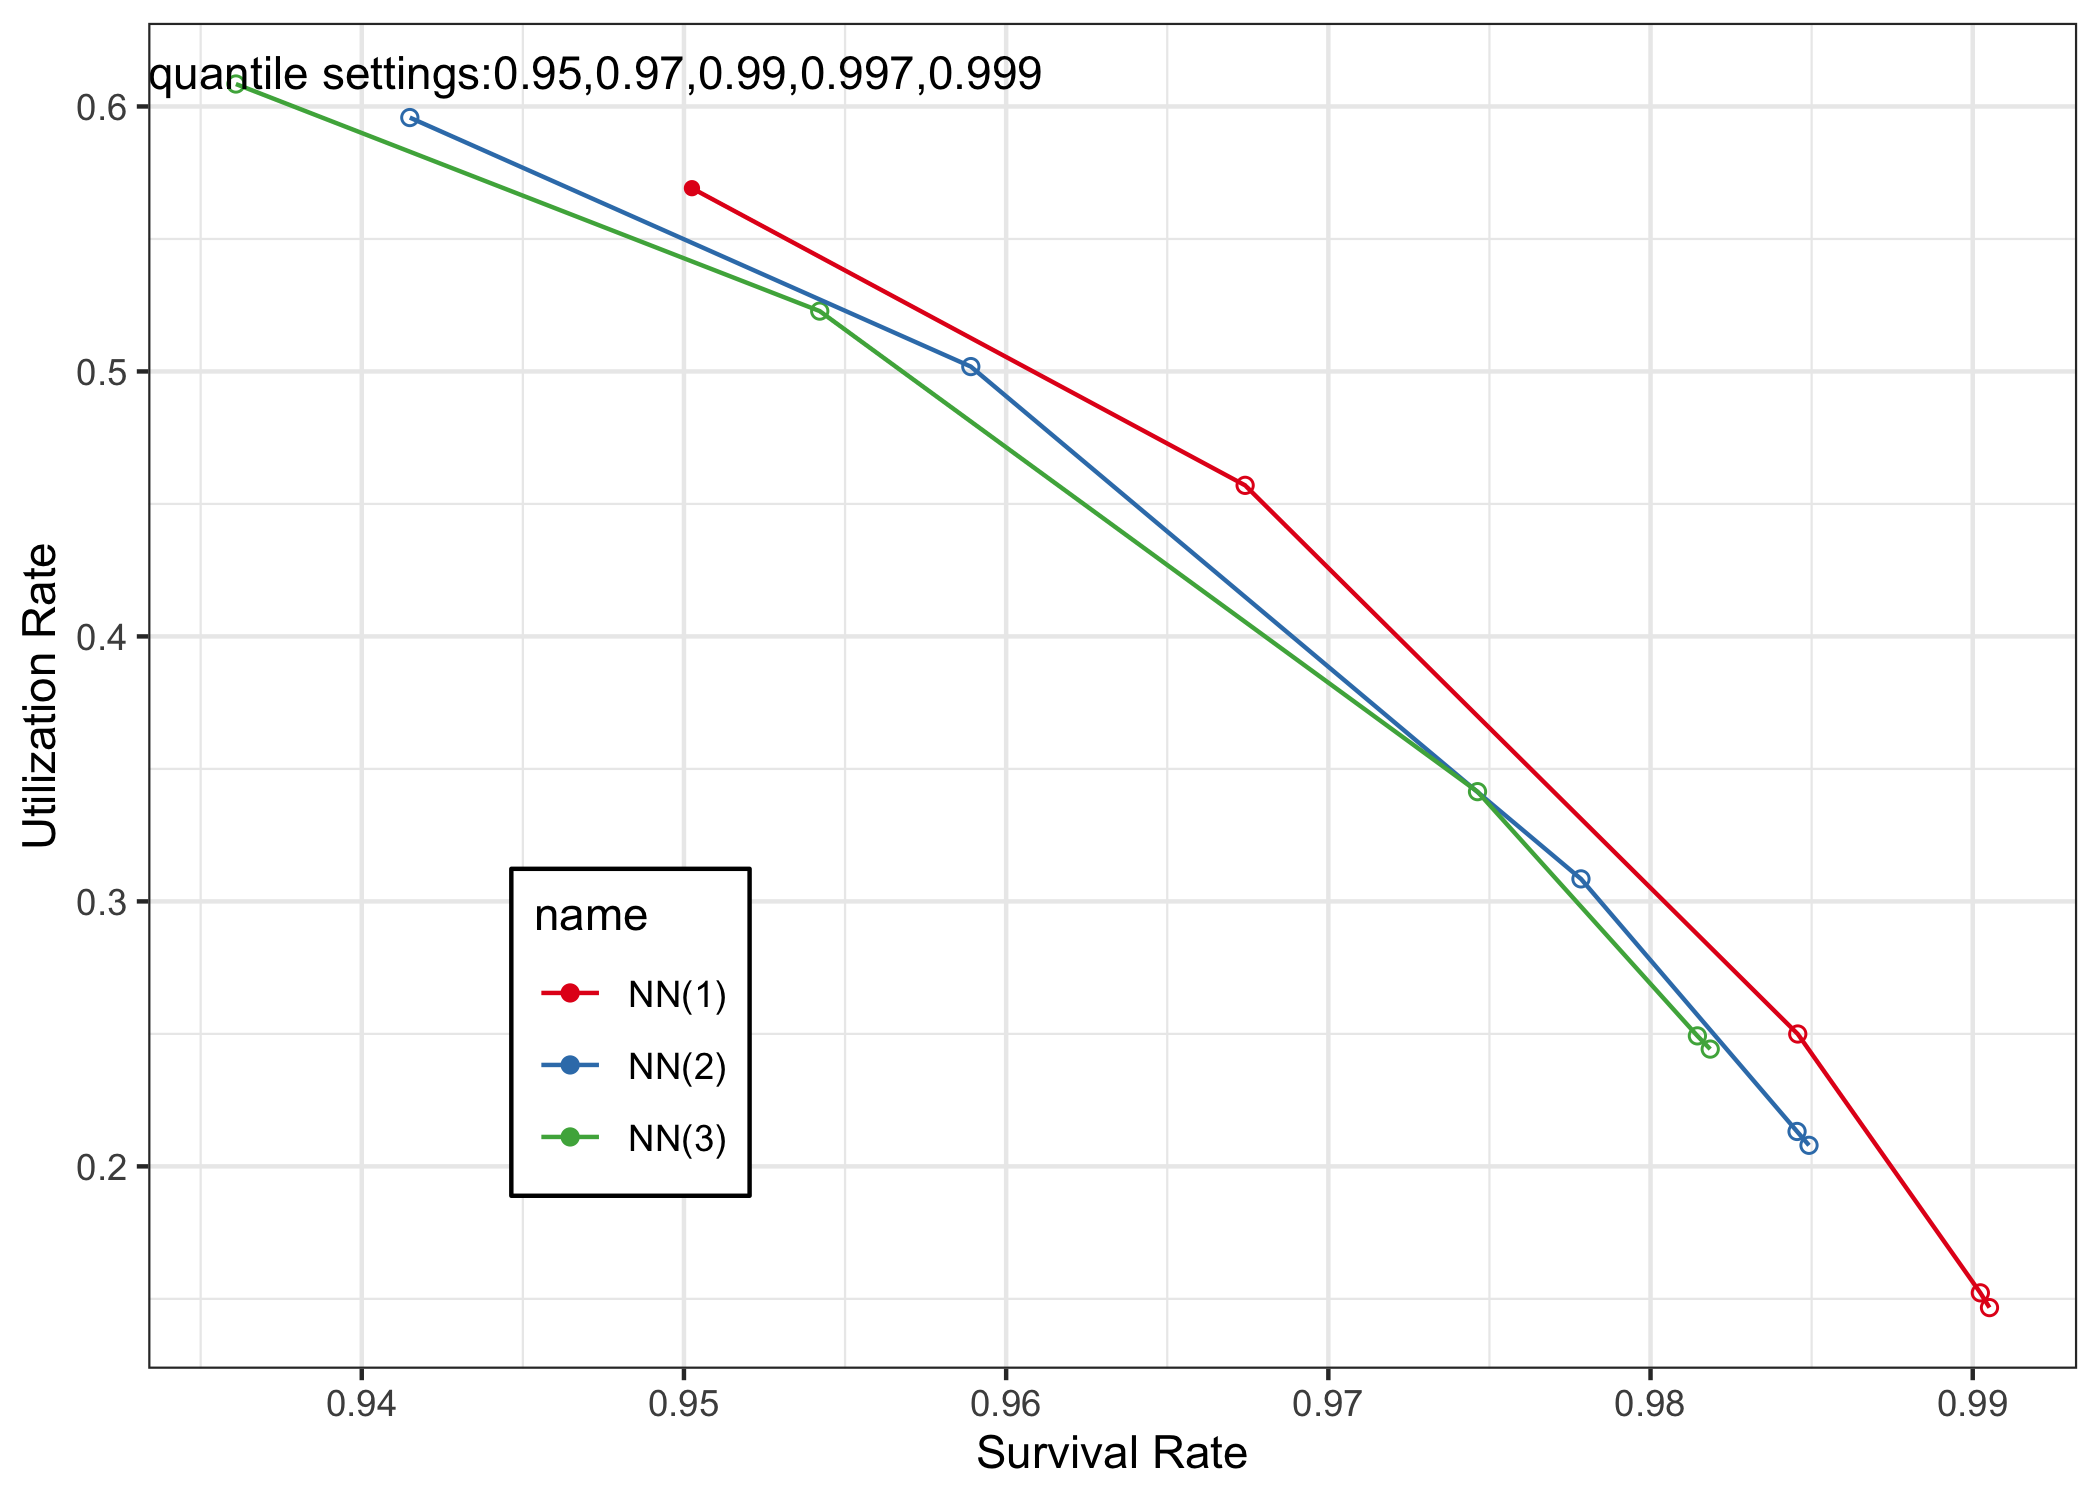 quantile settings:0.95,0.97,0.99,0.997,0.999
0.6
0.5
0.4
0.3
0.2
Utilization Rate
name
NN(1)
NN(2)
NN(3)
0.94 0.95 0.96 0.97 0.98 0.99
Survival Rate